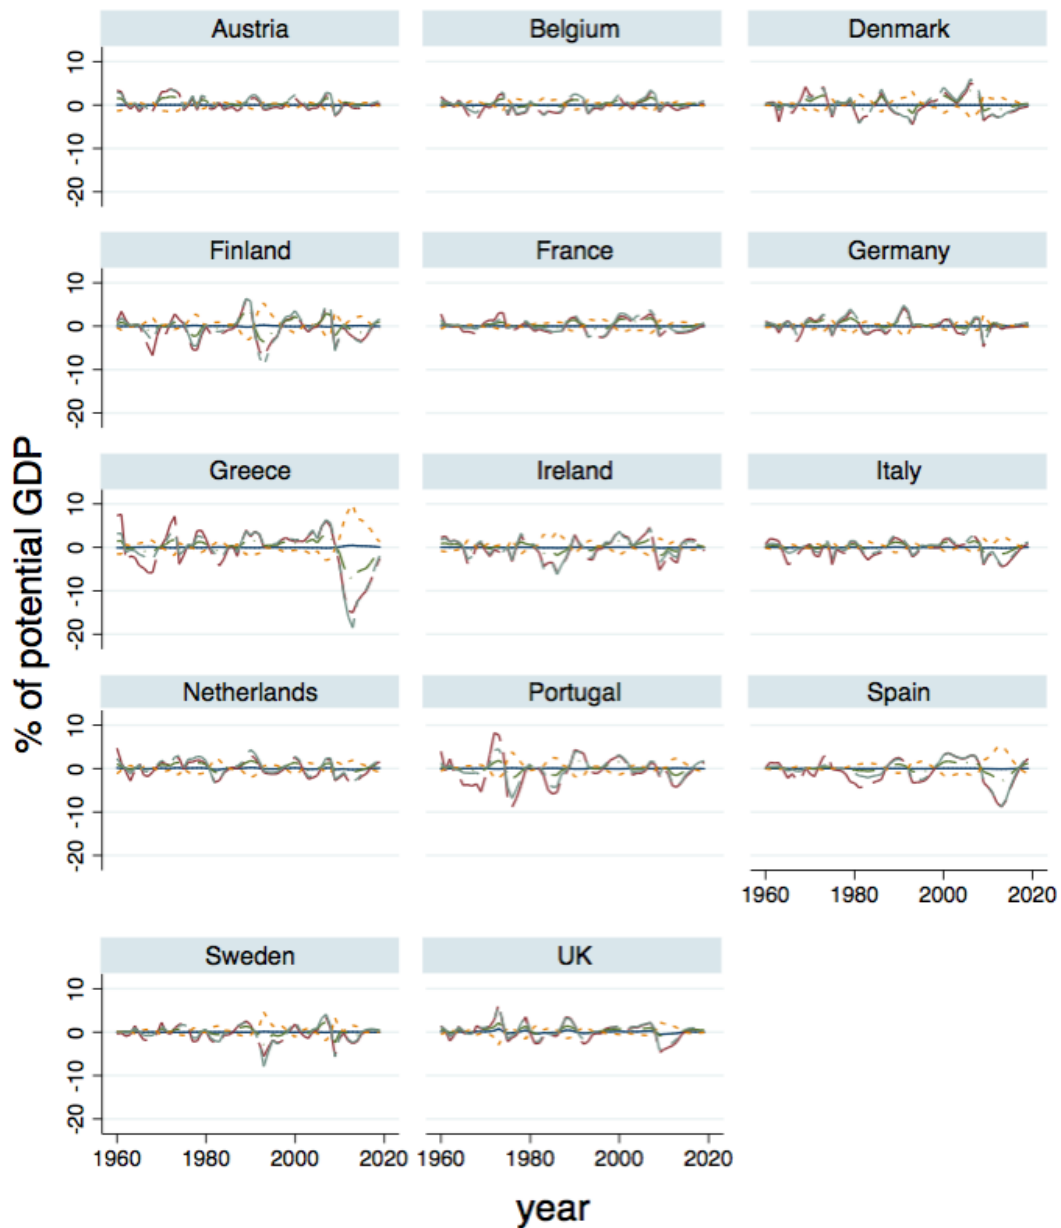 % of potential GDP
Austria Belgium Denmark
10
0
-10
-20
Finland France Germany
10
0
-10
-20
Greece Ireland Italy
10
0
-10
-20
Netherlands Portugal Spain
10
0
-10
-20
1960 1980 2000 2020
Sweden UK
10
0
-10
-20
1960 1980 2000 2020 1960 1980 2000 2020
year